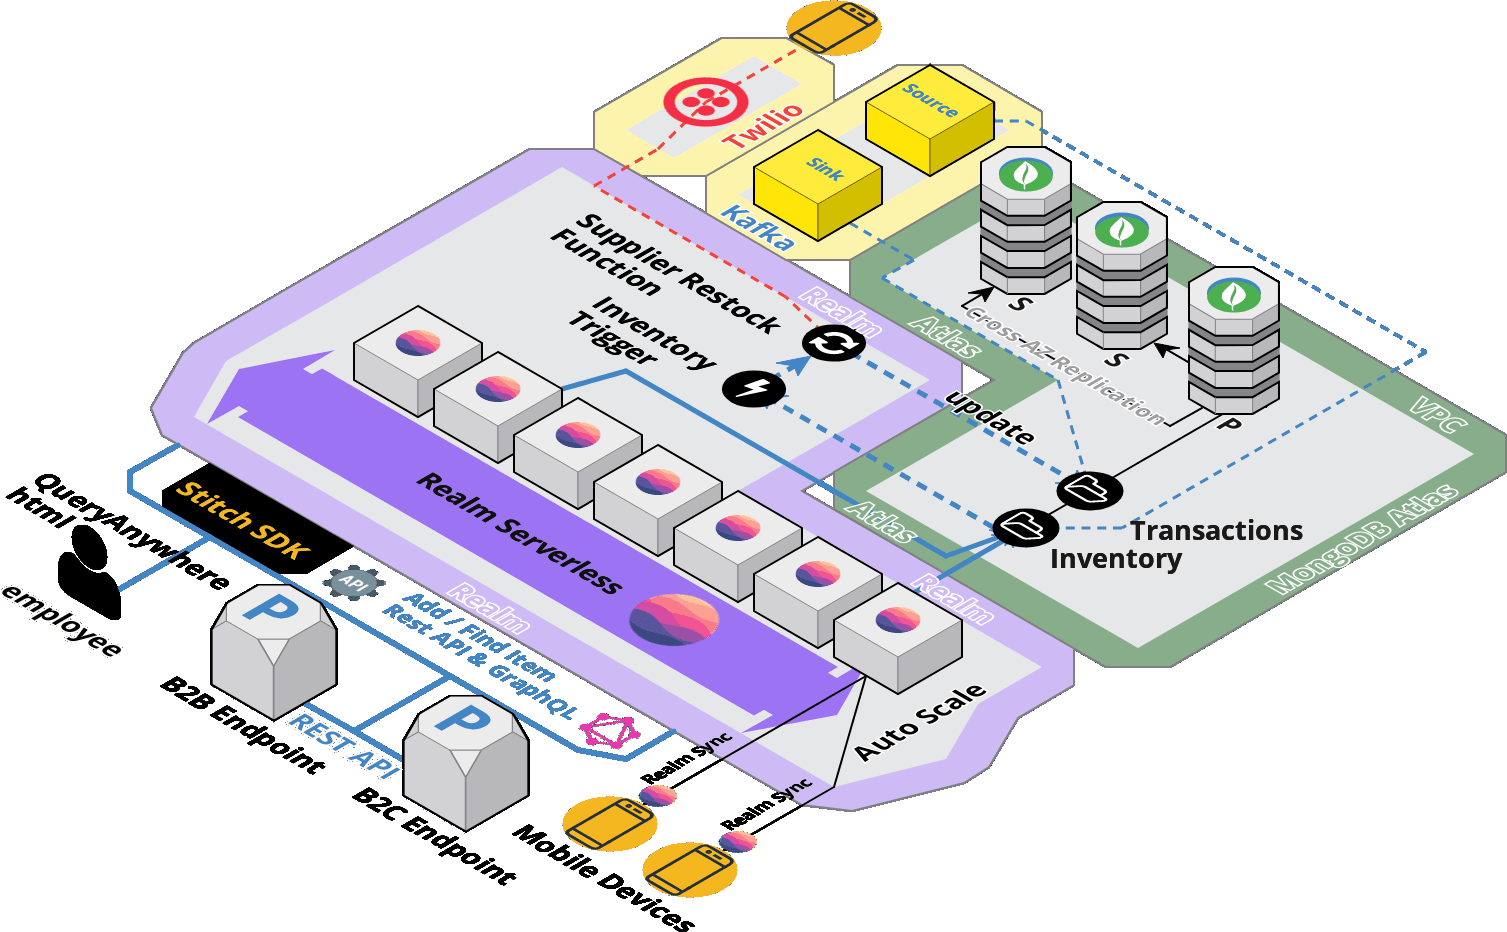 Source
Twilio
Sink
Kafka
Supplier Restock
Function
Realm
Inventory
Trigger
Atlas
S
Cross-AZ-Replication
S
P
VPC
update
QueryAnywhere
html
Stitch SDK
Realm Serverless
Atlas
Transactions
Inventory
MongoDB Atlas
employee
API
Add / Find Item
Rest API & GraphQL
Realm
Realm
P
B2B Endpoint
REST API
P
B2C Endpoint
Auto Scale
Realm Sync
Realm Sync
Mobile Devices